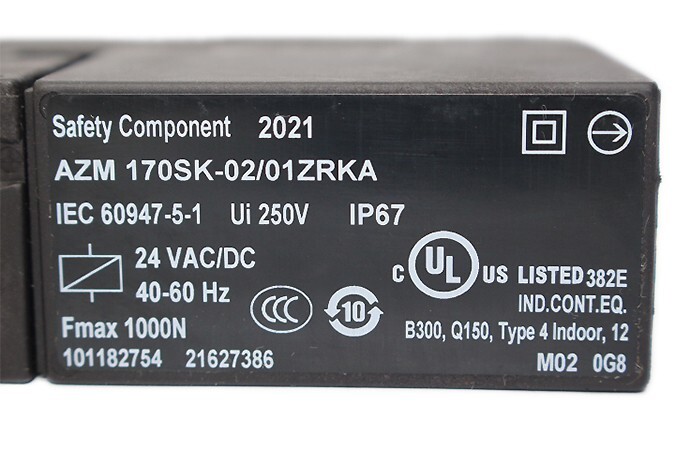 Safety Component 2021
AZM 170SK-02/01ZRKA
IEC 60947-5-1 Ui 250V IP67
24 VAC/DC
40-60 Hz
CCC
10
C UL US LISTED 382E
IND.CONT.EQ.
Fmax 1000N
B300, Q150, Type 4 Indoor, 12
101182754 21627386
M02 0G8